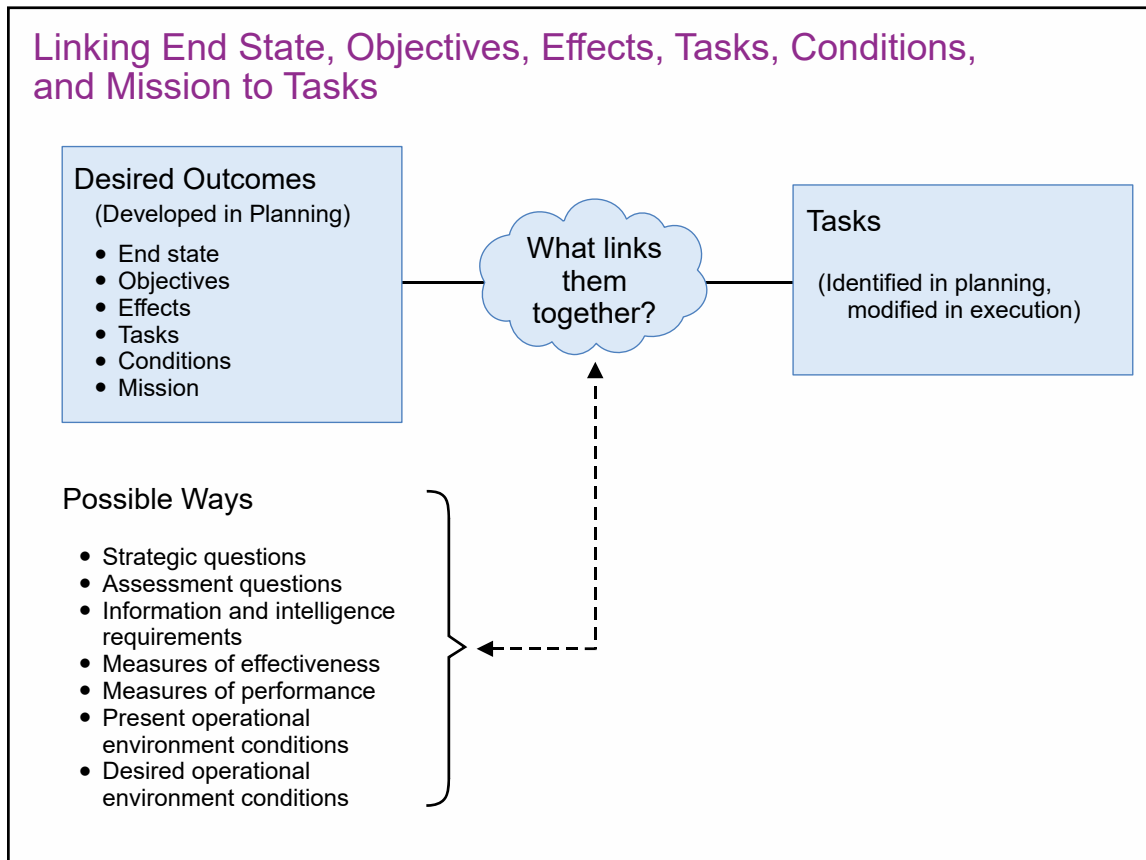 Linking End State, Objectives, Effects, Tasks, Conditions,
and Mission to Tasks
Desired Outcomes
(Developed in Planning)
• End state
• Objectives
• Effects
• Tasks
• Conditions
• Mission
What links
them
together?
Tasks
(Identified in planning,
modified in execution)
Possible Ways
• Strategic questions
• Assessment questions
• Information and intelligence
requirements
• Measures of effectiveness
• Measures of performance
• Present operational
environment conditions
• Desired operational
environment conditions